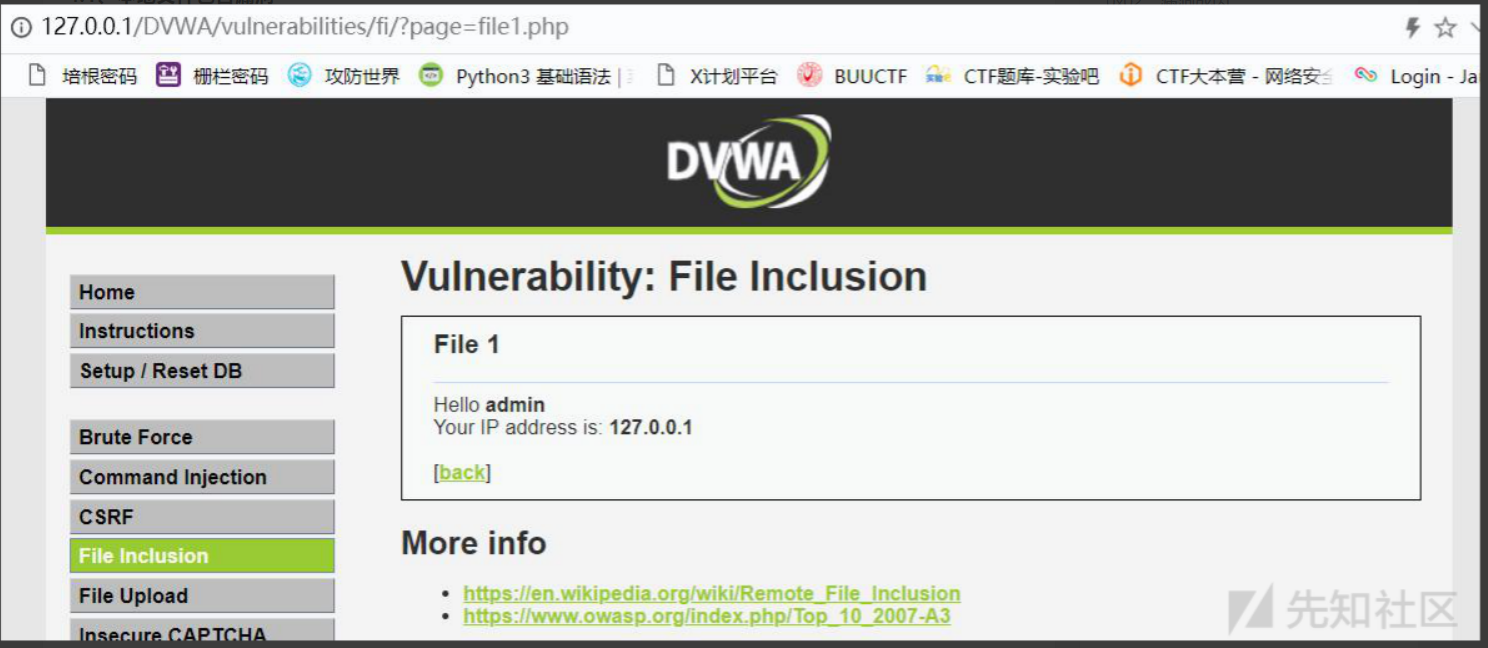 127.0.0.1/DVWA/vulnerabilities/fi/?page=file1.php
培根密码 栅栏密码 攻防世界 Python3 基础语法 | X计划平台 BUUCTF CTF题库-实验吧 CTF大本营 - 网络安全 Login - Ja
DVWA
Home
Instructions
Setup / Reset DB
Brute Force
Command Injection
CSRF
File Inclusion
File Upload
Insecure CAPTCHA
Vulnerability: File Inclusion
File 1
Hello admin
Your IP address is: 127.0.0.1
[back]
More info
https://en.wikipedia.org/wiki/Remote_File_Inclusion
https://www.owasp.org/index.php/Top_10_2007-A3
先知社区